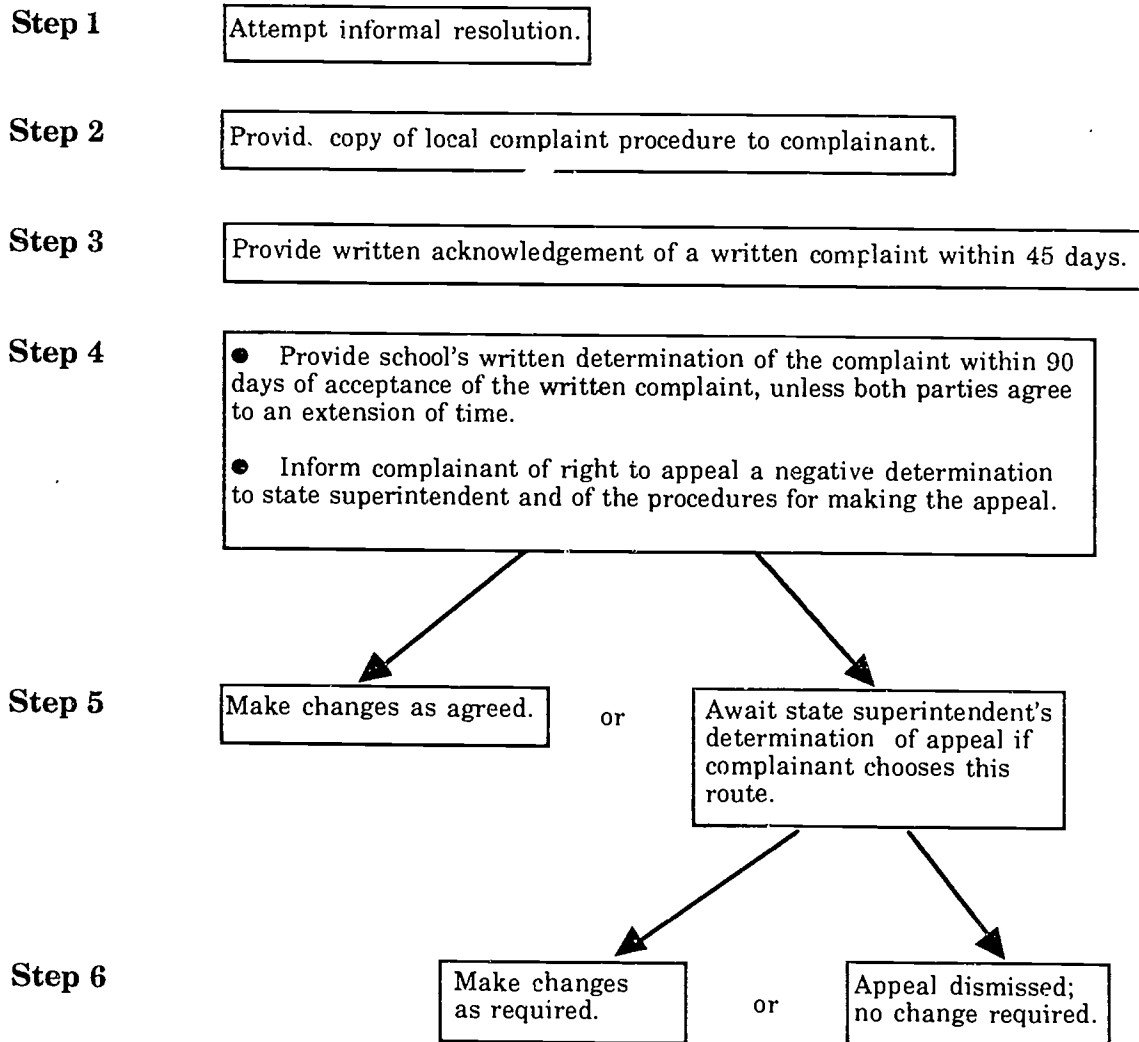 Step 1
Attempt informal resolution.
Step 2
Provid. copy of local complaint procedure to complainant.
Step 3
Provide written acknowledgement of a written complaint within 45 days.
Step 4
● Provide school's written determination of the complaint within 90
days of acceptance of the written complaint, unless both parties agree
to an extension of time.
● Inform complainant of right to appeal a negative determination
to state superintendent and of the procedures for making the appeal.
Step 5
Make changes as agreed.
or
Await state superintendent's
determination of appeal if
complainant chooses this
route.
Step 6
Make changes
as required.
or
Appeal dismissed;
no change required.